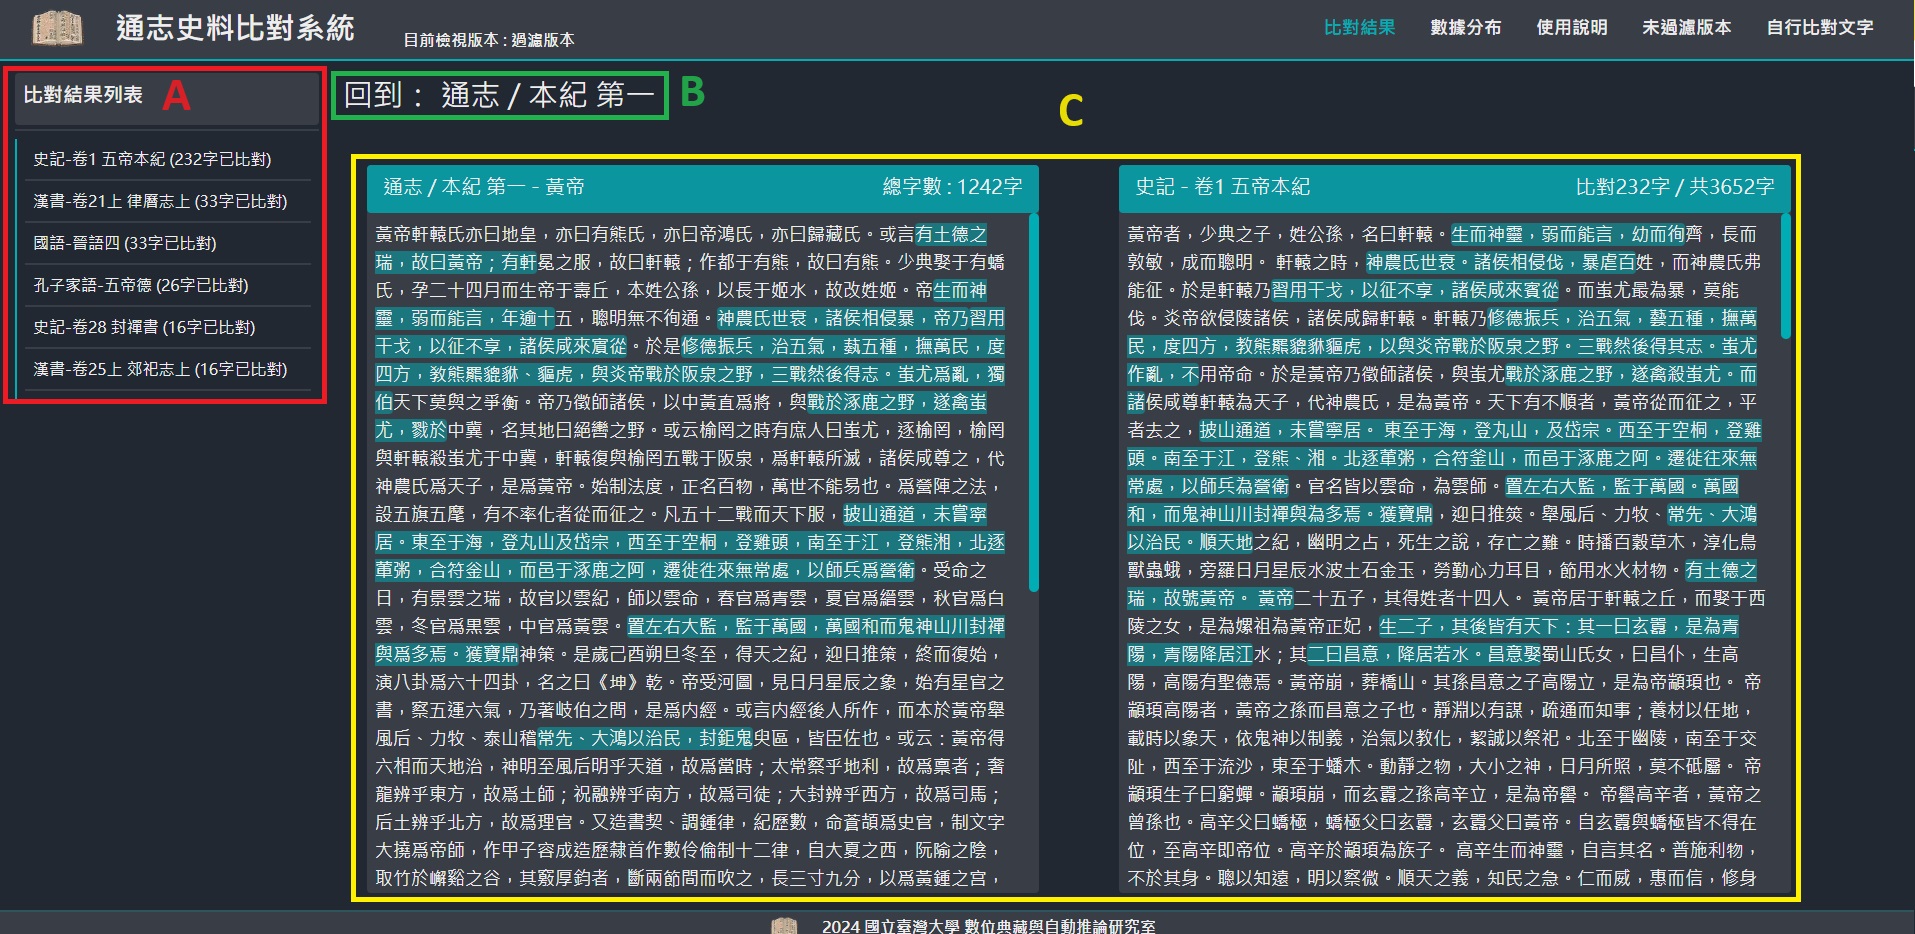 通志史料比對系統
目前檢視版本 : 過濾版本
比對結果
數據分布
使用說明
未過濾版本
自行比對文字
比對結果列表
A
史記-卷1 五帝本紀 (232字已比對)
漢書-卷21上 律曆志上 (33字已比對)
國語-晉語四 (33字已比對)
孔子家語-五帝德 (26字已比對)
史記-卷28 封禪書 (16字已比對)
漢書-卷25上 郊祀志上 (16字已比對)
回到： 通志 / 本紀 第一
B
C
通志 / 本紀 第一 - 黃帝
總字數 : 1242字
黃帝軒轅氏亦曰地皇，亦曰有熊氏，亦曰帝鴻氏，亦曰歸藏氏。或言有土德之
瑞，故曰黃帝；有軒冕之服，故曰軒轅；作都于有熊，故曰有熊。少典娶于有蟜
氏，孕二十四月而生帝于壽丘，本姓公孫，以長于姬水，故改姓姬。帝生而神
靈，弱而能言，年逾十五，聰明無不徇通。神農氏世衰，諸侯相侵暴，帝乃習用
干戈，以征不享，諸侯咸來賓從。於是修德振兵，治五氣，蓺五種，撫萬民，度
四方，敎熊羆貔貅、貙虎，與炎帝戰於阪泉之野，三戰然後得志。蚩尤爲亂，獨
伯天下莫與之爭衡。帝乃徵師諸侯，以中黃直爲將，與戰於涿鹿之野，遂禽蚩
尤，戮於中冀，名其地曰絕轡之野。或云榆罔之時有庶人曰蚩尤，逐榆罔，榆罔
與軒轅殺蚩尤于中冀，軒轅復與榆罔五戰于阪泉，爲軒轅所滅，諸侯咸尊之，代
神農氏爲天子，是爲黃帝。始制法度，正名百物，萬世不能易也。爲營陣之法，
設五旗五麾，有不率化者從而征之。凡五十二戰而天下服，披山通道，未嘗寧
居。東至于海，登丸山及岱宗，西至于空桐，登雞頭，南至于江，登熊湘，北逐
葷粥，合符釜山，而邑于涿鹿之阿，遷徙往來無常處，以師兵爲營衛。受命之
日，有景雲之瑞，故官以雲紀，師以雲命，春官爲青雲，夏官爲縉雲，秋官爲白
雲，冬官爲黑雲，中官爲黃雲。置左右大監，監于萬國，萬國和而鬼神山川封禪
與爲多焉。獲寶鼎神策。是歲己酉朔旦冬至，得天之紀，迎日推策，終而復始，
演八卦爲六十四卦，名之曰《坤》乾。帝受河圖，見日月星辰之象，始有星官之
書，察五運六氣，乃著岐伯之問，是爲內經。或言內經後人所作，而本於黃帝舉
風后、力牧、泰山稽常先、大鴻以治民，封鉅鬼臾區，皆臣佐也。或云：黃帝得
六相而天地治，神明至風后明乎天道，故爲當時；太常察乎地利，故爲稟者；奢
龍辨乎東方，故爲土師；祝融辨乎南方，故爲司徒；大封辨乎西方，故爲司馬；
后土辨乎北方，故爲理官。又造書契、調鍾律，紀歷數，命蒼頡爲史官，制文字
大撓爲帝師，作甲子容成造歷隸首作數伶倫制十二律，自大夏之西，阮隃之陰，
取竹於嶰谿之谷，其竅厚鈞者，斷兩節間而吹之，長三寸九分，以爲黃鍾之宫，
史記 - 卷1 五帝本紀
比對232字 / 共3652字
黃帝者，少典之子，姓公孫，名曰軒轅。生而神靈，弱而能言，幼而徇齊，長而
敦敏，成而聰明。 軒轅之時，神農氏世衰。諸侯相侵伐，暴虐百姓，而神農氏弗
能征。於是軒轅乃習用干戈，以征不享，諸侯咸來賓從。而蚩尤最為暴，莫能
伐。炎帝欲侵陵諸侯，諸侯咸歸軒轅。軒轅乃修德振兵，治五氣，藝五種，撫萬
民，度四方，教熊羆貔貅貙虎，以與炎帝戰於阪泉之野。三戰然後得其志。蚩尤
作亂，不用帝命。於是黃帝乃徵師諸侯，與蚩尤戰於涿鹿之野，遂禽殺蚩尤。而
諸侯咸尊軒轅為天子，代神農氏，是為黃帝。天下有不順者，黃帝從而征之，平
者去之，披山通道，未嘗寧居。 東至于海，登丸山，及岱宗。西至于空桐，登雞
頭。南至于江，登熊、湘。北逐葷粥，合符釜山，而邑于涿鹿之阿。遷徙往來無
常處，以師兵為營衛。官名皆以雲命，為雲師。置左右大監，監于萬國。萬國
和，而鬼神山川封禪與為多焉。獲寶鼎，迎日推筴。舉風后、力牧、常先、大鴻
以治民。順天地之紀，幽明之占，死生之說，存亡之難。時播百穀草木，淳化鳥
獸蟲蛾，旁羅日月星辰水波土石金玉，勞勤心力耳目，節用水火材物。有土德之
瑞，故號黃帝。 黃帝二十五子，其得姓者十四人。 黃帝居于軒轅之丘，而娶于西
陵之女，是為嫘祖為黃帝正妃，生二子，其後皆有天下：其一曰玄囂，是為青
陽，青陽降居江水；其二曰昌意，降居若水。昌意娶蜀山氏女，曰昌仆，生高
陽，高陽有聖德焉。黃帝崩，葬橋山。其孫昌意之子高陽立，是為帝顓頊也。 帝
顓頊高陽者，黃帝之孫而昌意之子也。靜淵以有謀，疏通而知事；養材以任地，
載時以象天，依鬼神以制義，治氣以教化，絜誠以祭祀。北至于幽陵，南至于交
阯，西至于流沙，東至于蟠木。動靜之物，大小之神，日月所照，莫不砥屬。 帝
顓頊生子曰窮蟬。顓頊崩，而玄囂之孫高辛立，是為帝嚳。 帝嚳高辛者，黃帝之
曾孫也。高辛父曰蟜極，蟜極父曰玄囂，玄囂父曰黃帝。自玄囂與蟜極皆不得在
位，至高辛即帝位。高辛於顓頊為族子。 高辛生而神靈，自言其名。普施利物，
不於其身。聰以知遠，明以察微。順天之義，知民之急。仁而威，惠而信，修身
2024 國立臺灣大學 數位典藏與自動推論研究室